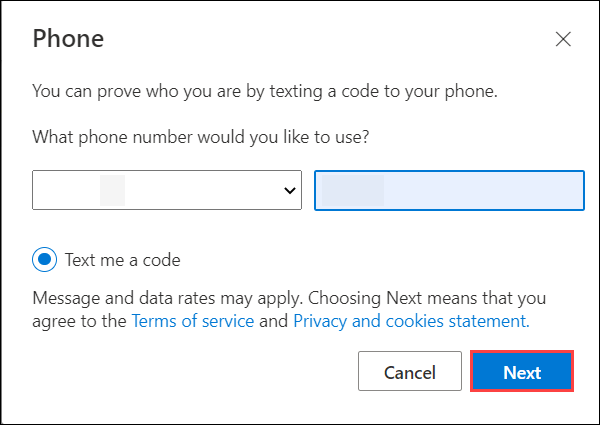 Phone
You can prove who you are by texting a code to your phone.
What phone number would you like to use?
Text me a code
Message and data rates may apply. Choosing Next means that you
agree to the Terms of service and Privacy and cookies statement.
Cancel
Next